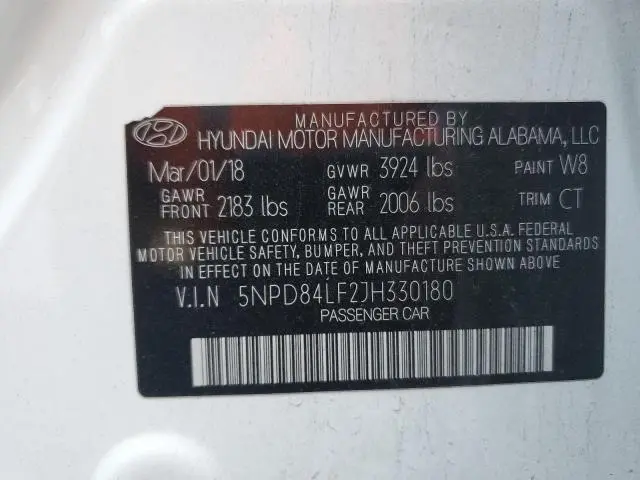 MANUFACTURED BY
HYUNDAI MOTOR MANUFACTURING ALABAMA, LLC
Mar/01/18 GVWR 3924 lbs PAINT W8
GAWR FRONT 2183 lbs GAWR REAR 2006 lbs TRIM CT
THIS VEHICLE CONFORMS TO ALL APPLICABLE U.S.A. FEDERAL
MOTOR VEHICLE SAFETY, BUMPER, AND THEFT PREVENTION STANDARDS
IN EFFECT ON THE DATE OF MANUFACTURE SHOWN ABOVE.
V.I.N 5NPD84LF2JH330180
PASSENGER CAR